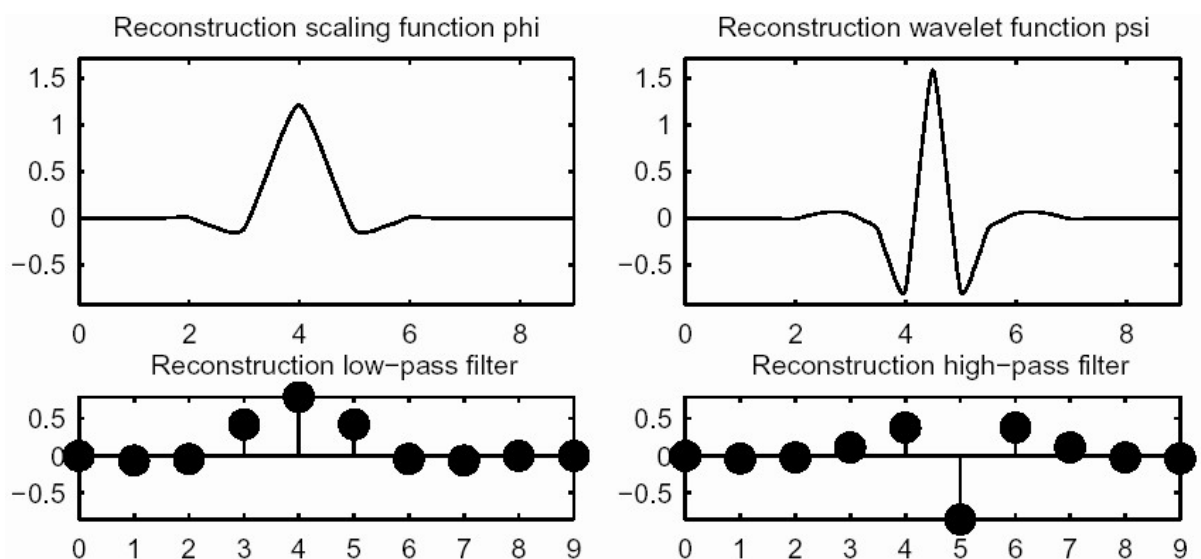 Reconstruction scaling function phi
Reconstruction wavelet function psi
1.5
1
0.5
0
−0.5
0 2 4 6 8
1.5
1
0.5
0
−0.5
0 2 4 6 8
Reconstruction low−pass filter
Reconstruction high−pass filter
0.5
0
−0.5
0 1 2 3 4 5 6 7 8 9
0.5
0
−0.5
0 1 2 3 4 5 6 7 8 9